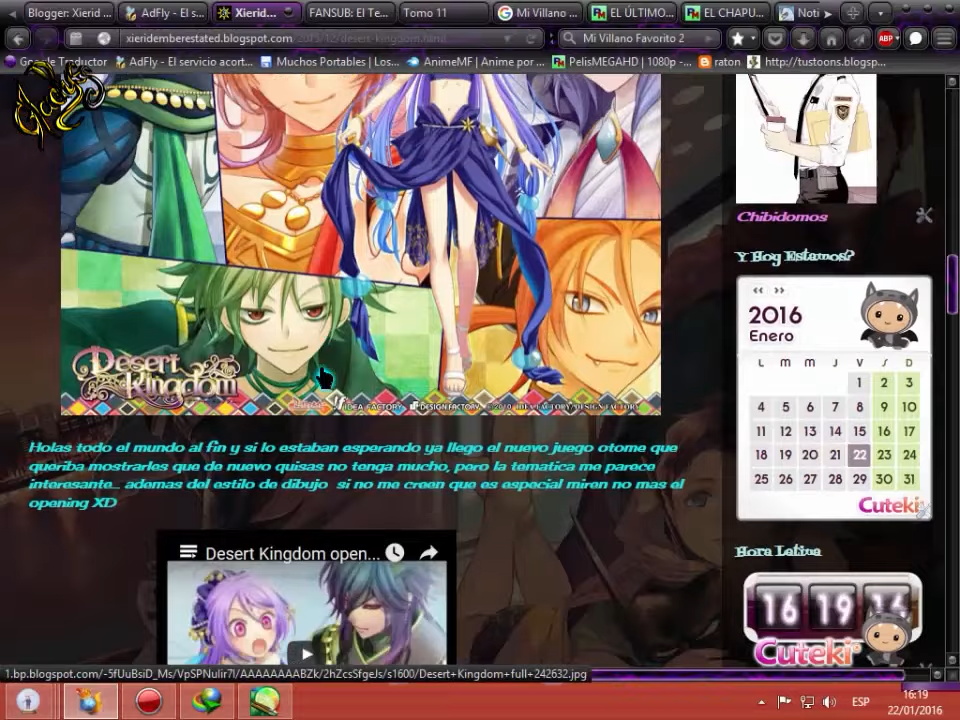 Blogger: Xierid ...
AdFly - El s...
Xierid...
FANSUB: El Te...
Tomo 11
Mi Villano ...
EL ÚLTIMO...
EL CHAPU...
Noti
xieridemberestated.blogspot.com/2015/12/desert-kingdom.html
Mi Villano Favorito 2
ABP
Google Traductor
AdFly - El servicio acort...
Muchos Portables | Los...
AnimeMF | Anime por ...
PelisMEGAHD | 1080p -...
raton
http://tustoons.blogsp...
Chibidomos
Y Hoy Estamos?
2016
Enero
L M M J V S D
1 2 3
4 5 6 7 8 9 10
11 12 13 14 15 16 17
18 19 20 21 22 23 24
25 26 27 28 29 30 31
Cuteki
Desert
Kingdom
IDEA FACTORY/DESIGN FACTORY
Holas todo el mundo al fin y si lo estaban esperando ya llego el nuevo juego otome que
queriba mostrarles que de nuevo quisas no tenga mucho, pero la tematica me parece
interesante... ademas del estilo de dibujo si no me creen que es especial miren no mas el
opening XD
Desert Kingdom open...
Hora Latina
16 19 14
Cuteki
1.bp.blogspot.com/-5fUuBsiD_Ms/VpSPNulir7I/AAAAAAAABZk/2hZcsSfgeJs/s1600/Desert+Kingdom+full+242632.jpg
ESP
16:19
22/01/2016